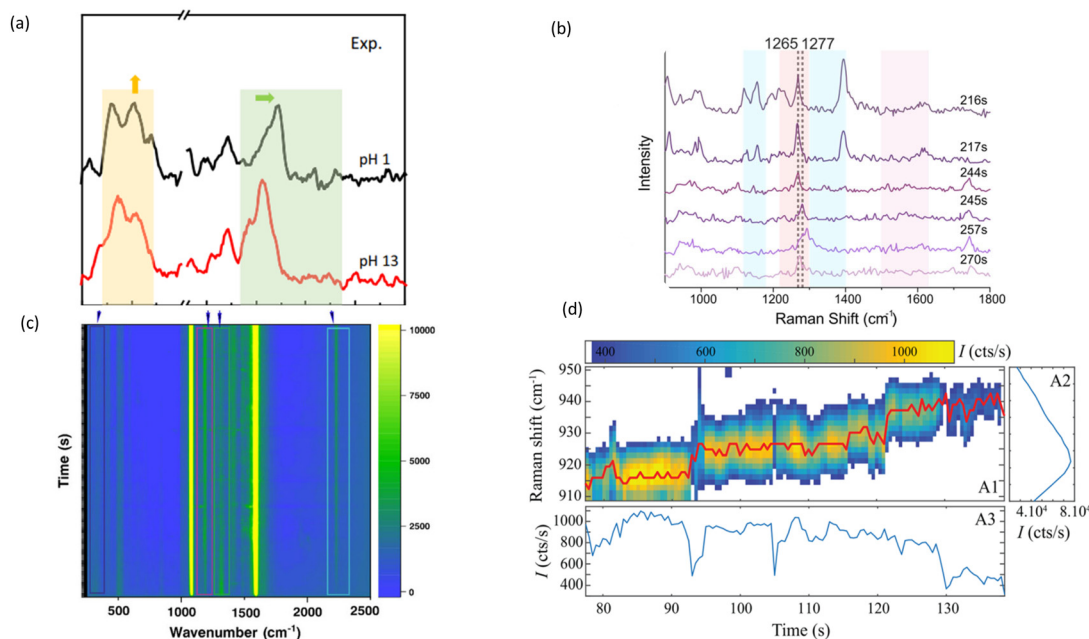 (a)
Exp.
pH 1
pH 13
(b)
1265 1277
216s
217s
244s
245s
257s
270s
Intensity
1000 1200 1400 1600 1800
Raman Shift (cm⁻¹)
(c)
Time (s)
500 1000 1500 2000 2500
Wavenumber (cm⁻¹)
10000
7500
5000
2500
0
(d)
400 600 800 1000 I (cts/s)
Raman shift (cm⁻¹)
950
940
930
920
910
A1
A2
4.10⁴ 8.10⁴
I (cts/s)
A3
I (cts/s)
1000
800
600
400
80 90 100 110 120 130
Time (s)